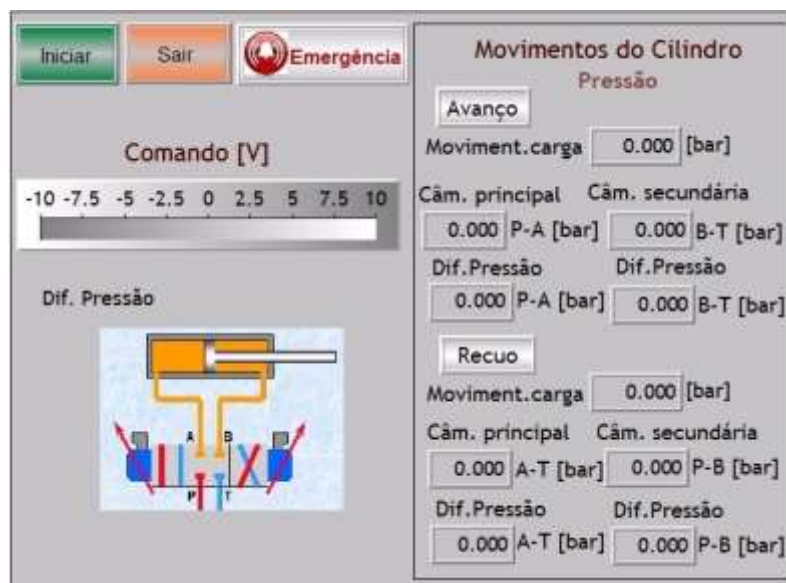 Iniciar
Sair
Emergência
Comando [V]
-10 -7.5 -5 -2.5 0 2.5 5 7.5 10
Dif. Pressão
A B
P T
Movimentos do Cilindro
Pressão
Avanço
Moviment.carga 0.000 [bar]
Câm. principal Câm. secundária
0.000 P-A [bar] 0.000 B-T [bar]
Dif.Pressão Dif.Pressão
0.000 P-A [bar] 0.000 B-T [bar]
Recuo
Moviment.carga 0.000 [bar]
Câm. principal Câm. secundária
0.000 A-T [bar] 0.000 P-B [bar]
Dif.Pressão Dif.Pressão
0.000 A-T [bar] 0.000 P-B [bar]